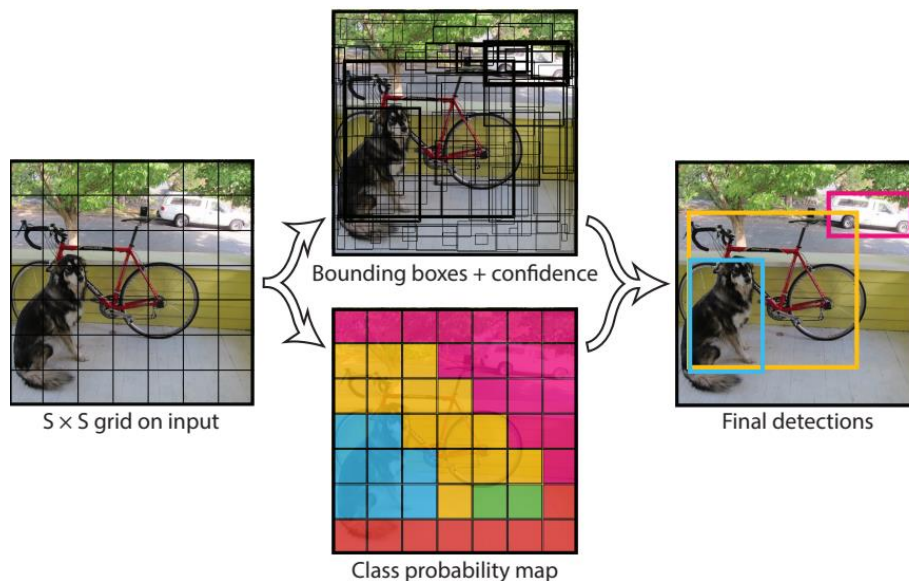 Bounding boxes + confidence
S × S grid on input
Final detections
Class probability map